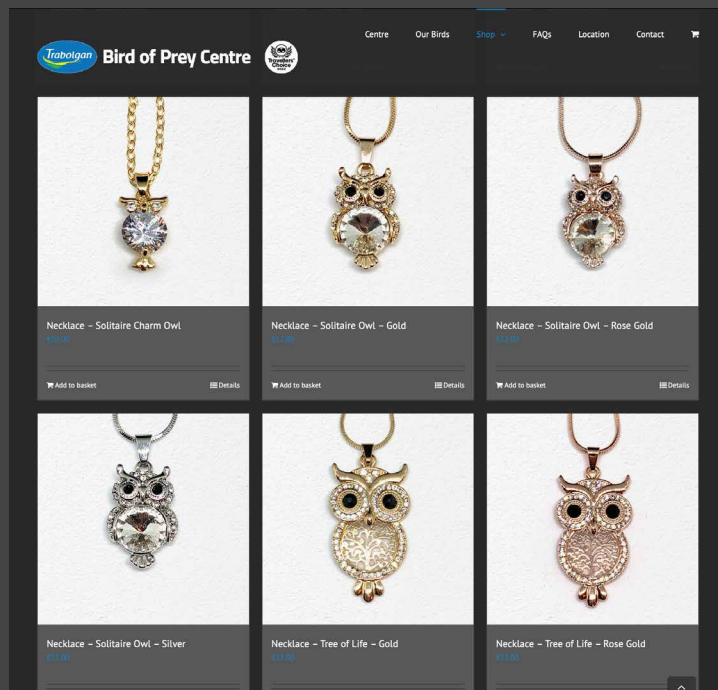 Centre Our Birds Shop FAQs Location Contact
Trabolgan Bird of Prey Centre
Travellers'
Choice
Necklace – Solitaire Charm Owl
Necklace – Solitaire Owl – Gold
Necklace – Solitaire Owl – Rose Gold
Add to basket Details
Add to basket Details
Add to basket Details
Necklace – Solitaire Owl – Silver
Necklace – Tree of Life – Gold
Necklace – Tree of Life – Rose Gold